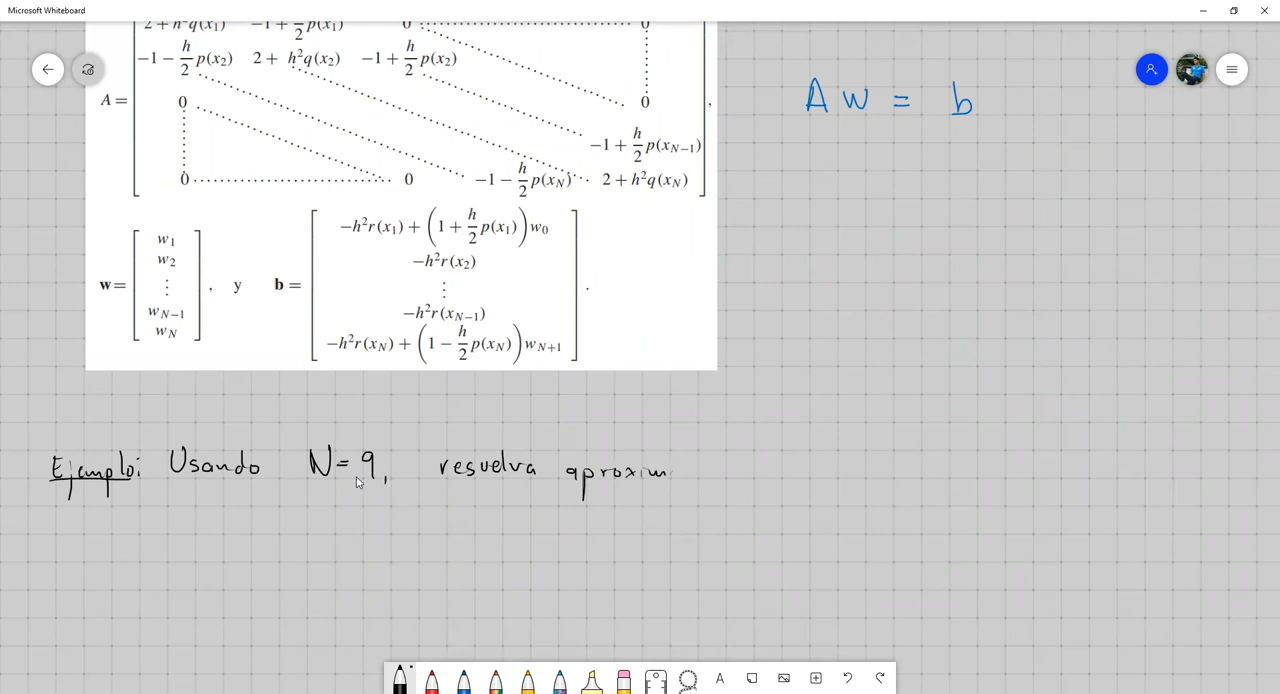 Microsoft Whiteboard
2 + h²q(x₁) −1 + h/2 p(x₁) 0 0
−1 − h/2 p(x₂) 2 + h²q(x₂) −1 + h/2 p(x₂)
A = 0 0 ,
−1 + h/2 p(x_{N−1})
0 0 −1 − h/2 p(x_N) 2 + h²q(x_N)
A w = b
w = [w₁ w₂ ⋮ w_{N−1} w_N] , y b =
−h²r(x₁) + (1 + h/2 p(x₁)) w₀
−h²r(x₂)
⋮
−h²r(x_{N−1})
−h²r(x_N) + (1 − h/2 p(x_N)) w_{N+1} .
Ejemplo: Usando N = 9, resuelva aproxim
A